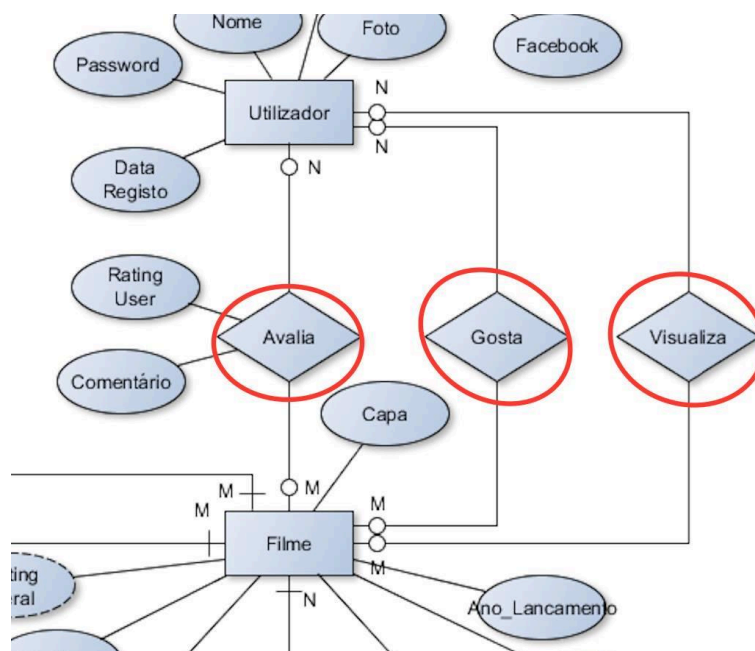 Nome
Foto
Facebook
Password
Utilizador
N
N
N
Data
Registo
Rating
User
Avalia
Gosta
Visualiza
Comentário
Capa
M
M
M
M
Filme
M
N
Ano_Lancamento